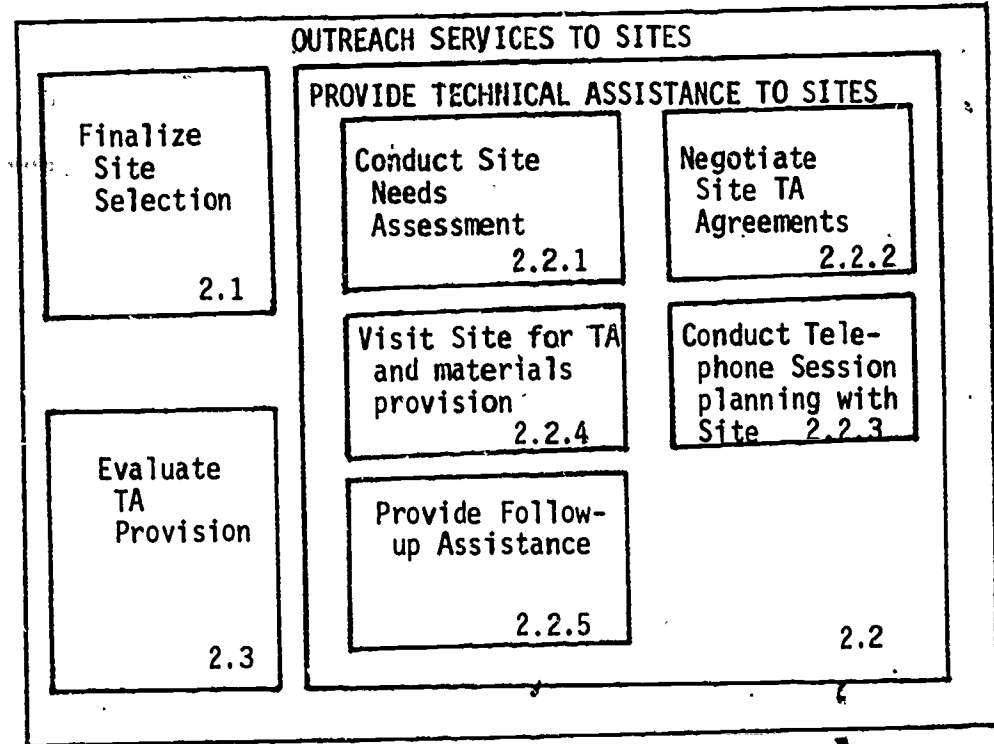 OUTREACH SERVICES TO SITES
Finalize
Site
Selection
2.1
PROVIDE TECHNICAL ASSISTANCE TO SITES
Conduct Site
Needs
Assessment
2.2.1
Negotiate
Site TA
Agreements
2.2.2
Visit Site for TA
and materials
provision
2.2.4
Conduct Tele-
phone Session
planning with
Site 2.2.3
Evaluate
TA
Provision
2.3
Provide Follow-
up Assistance
2.2.5
2.2